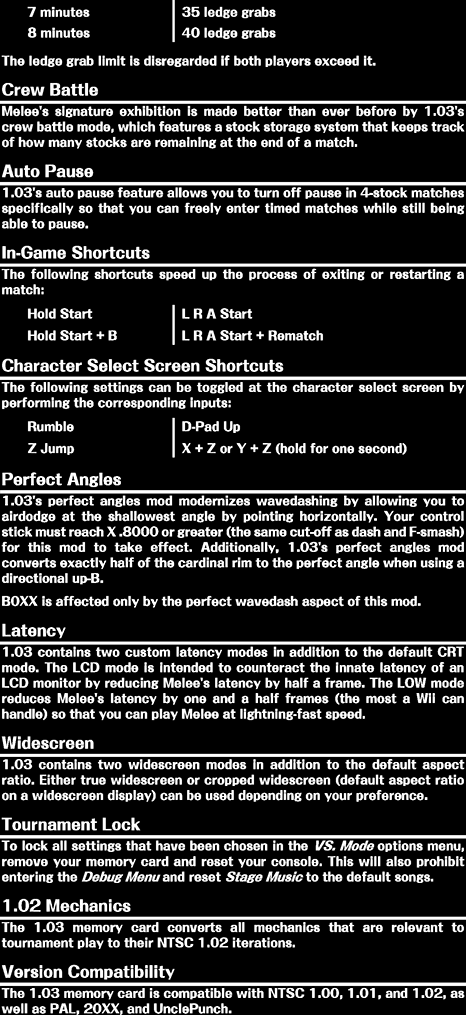 7 minutes 35 ledge grabs
8 minutes 40 ledge grabs
The ledge grab limit is disregarded if both players exceed it.
Crew Battle
Melee's signature exhibition is made better than ever before by 1.03's
crew battle mode, which features a stock storage system that keeps track
of how many stocks are remaining at the end of a match.
Auto Pause
1.03's auto pause feature allows you to turn off pause in 4-stock matches
specifically so that you can freely enter timed matches while still being
able to pause.
In-Game Shortcuts
The following shortcuts speed up the process of exiting or restarting a
match:
Hold Start L R A Start
Hold Start + B L R A Start + Rematch
Character Select Screen Shortcuts
The following settings can be toggled at the character select screen by
performing the corresponding inputs:
Rumble D-Pad Up
Z Jump X + Z or Y + Z (hold for one second)
Perfect Angles
1.03's perfect angles mod modernizes wavedashing by allowing you to
airdodge at the shallowest angle by pointing horizontally. Your control
stick must reach X .8000 or greater (the same cut-off as dash and F-smash)
for this mod to take effect. Additionally, 1.03's perfect angles mod
converts exactly half of the cardinal rim to the perfect angle when using a
directional up-B.
B0XX is affected only by the perfect wavedash aspect of this mod.
Latency
1.03 contains two custom latency modes in addition to the default CRT
mode. The LCD mode is intended to counteract the innate latency of an
LCD monitor by reducing Melee's latency by half a frame. The LOW mode
reduces Melee's latency by one and a half frames (the most a Wii can
handle) so that you can play Melee at lightning-fast speed.
Widescreen
1.03 contains two widescreen modes in addition to the default aspect
ratio. Either true widescreen or cropped widescreen (default aspect ratio
on a widescreen display) can be used depending on your preference.
Tournament Lock
To lock all settings that have been chosen in the VS. Mode options menu,
remove your memory card and reset your console. This will also prohibit
entering the Debug Menu and reset Stage Music to the default songs.
1.02 Mechanics
The 1.03 memory card converts all mechanics that are relevant to
tournament play to their NTSC 1.02 iterations.
Version Compatibility
The 1.03 memory card is compatible with NTSC 1.00, 1.01, and 1.02, as
well as PAL, 20XX, and UnclePunch.